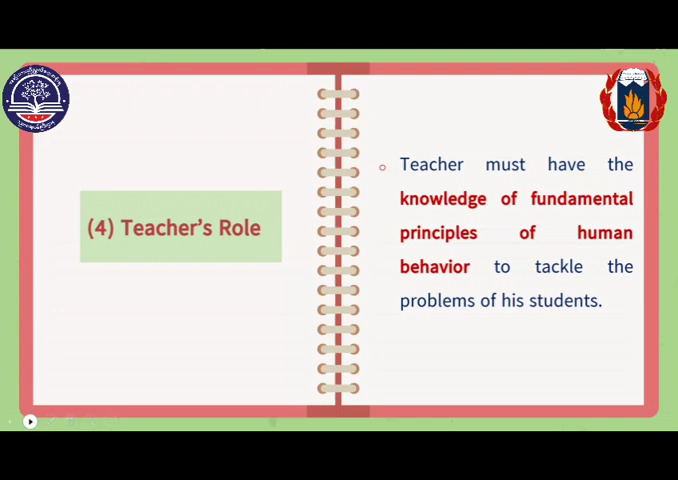 (4) Teacher's Role
Teacher must have the
knowledge of fundamental
principles of human
behavior to tackle the
problems of his students.